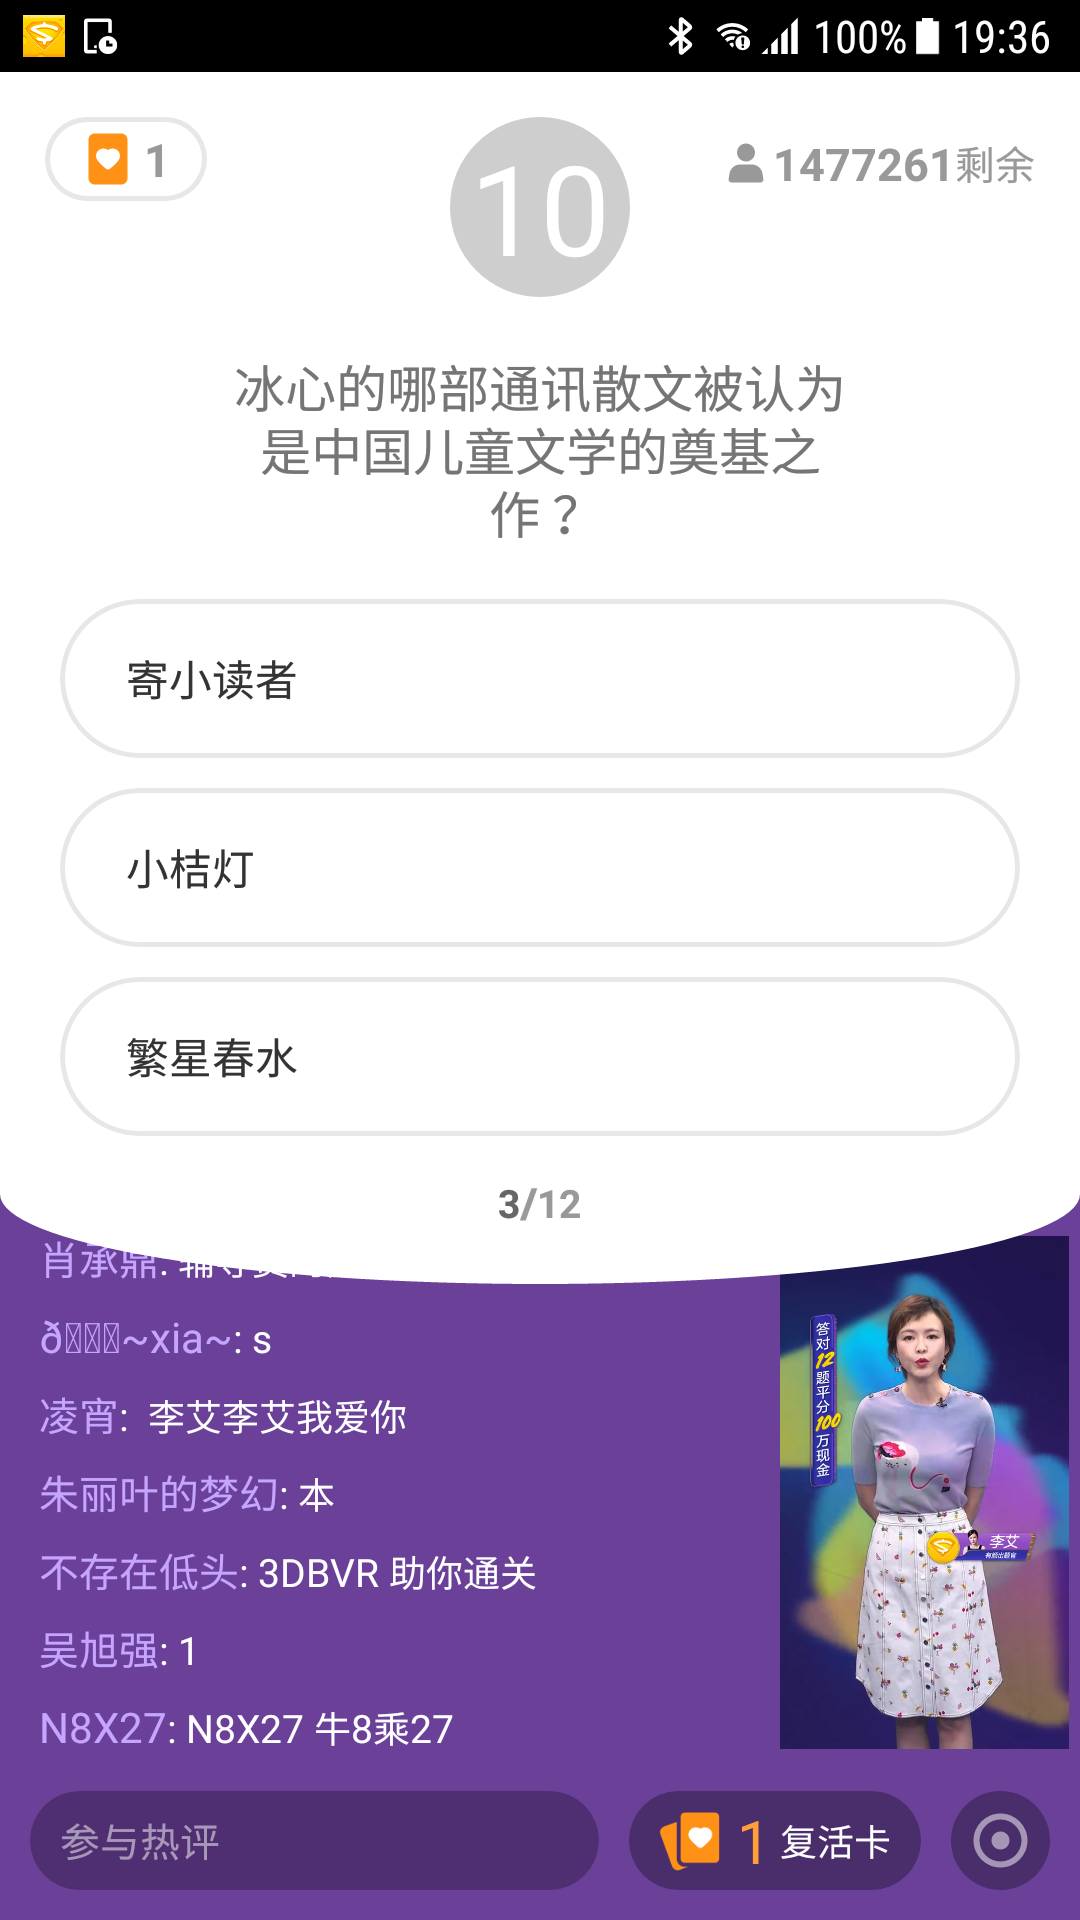 100% 19:36
1
10
1477261剩余
冰心的哪部通讯散文被认为
是中国儿童文学的奠基之
作？
寄小读者
小桔灯
繁星春水
3/12
肖承鼎:
~xia~: s
凌宵: 李艾李艾我爱你
朱丽叶的梦幻: 本
不存在低头: 3DBVR 助你通关
吴旭强: 1
N8X27: N8X27 牛8乘27
答对12题平分100万现金
李艾
有颜出题官
参与热评
1 复活卡